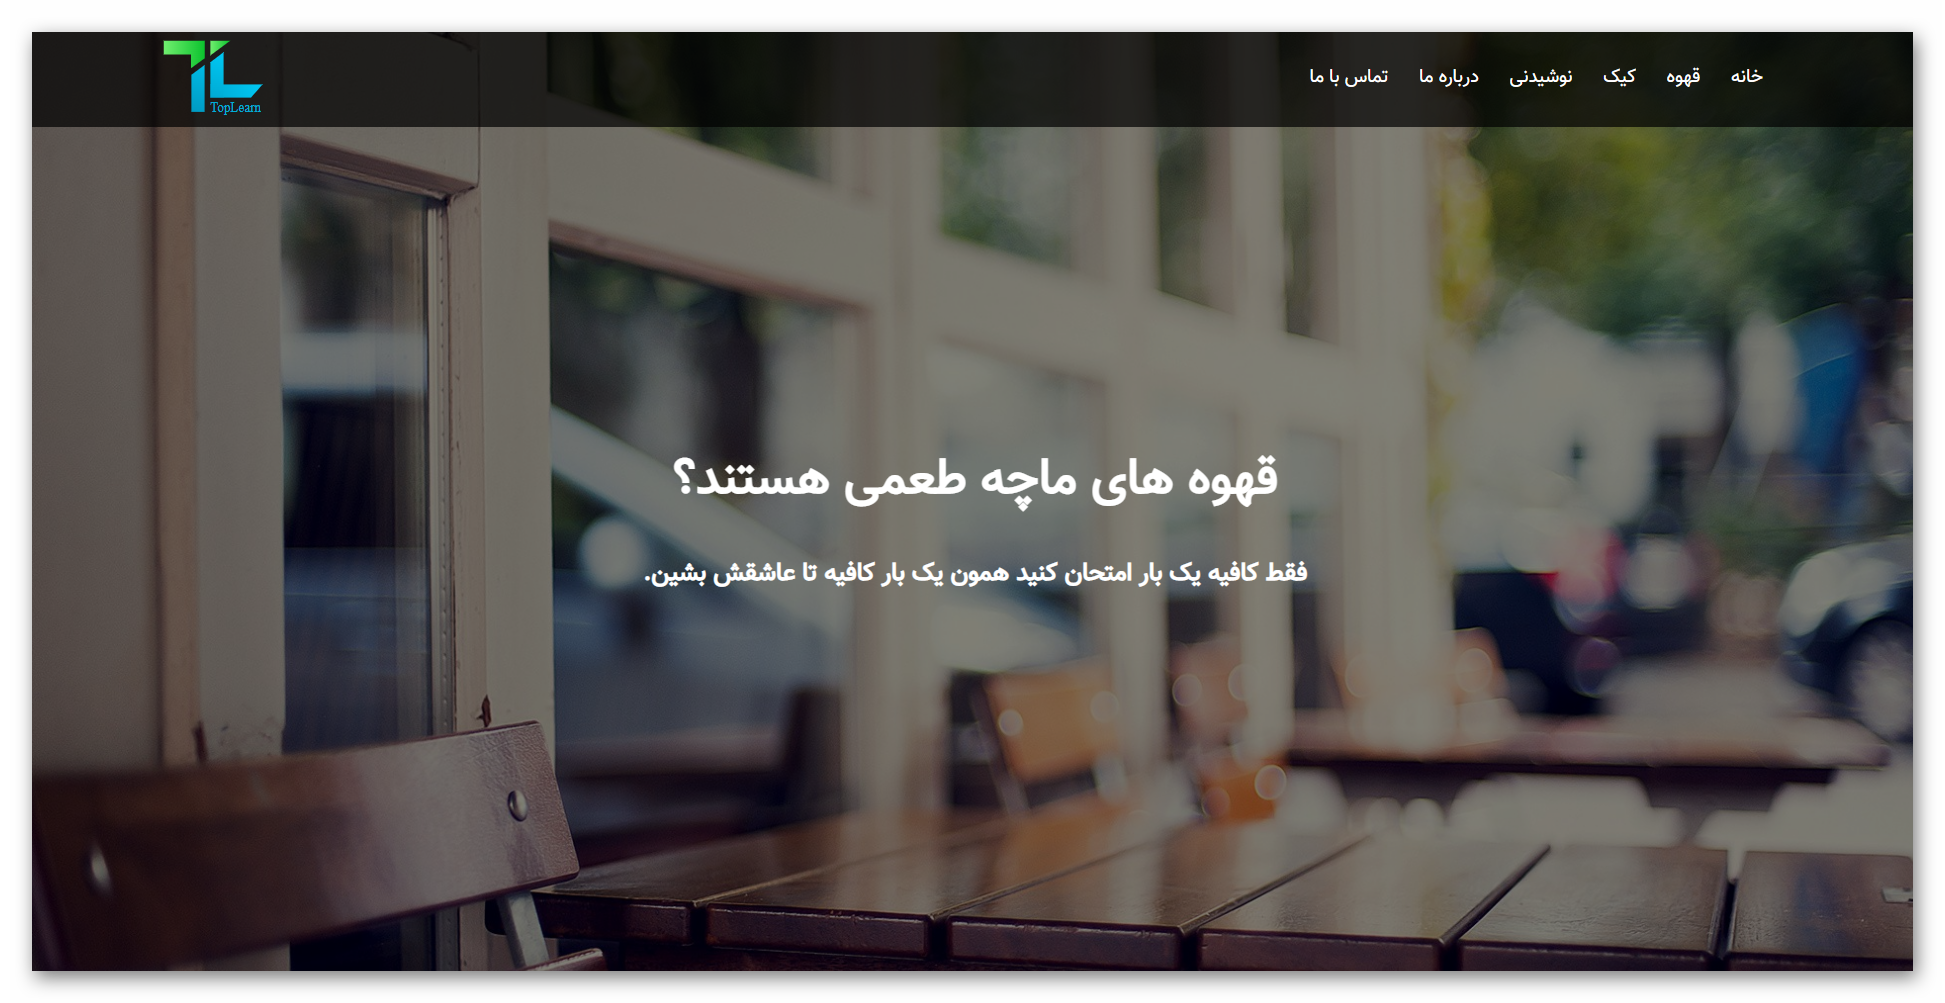 خانه قهوه کیک نوشیدنی درباره ما تماس با ما
TopLearn
قهوه های ماچه طعمی هستند؟
فقط کافیه یک بار امتحان کنید همون یک بار کافیه تا عاشقش بشین.